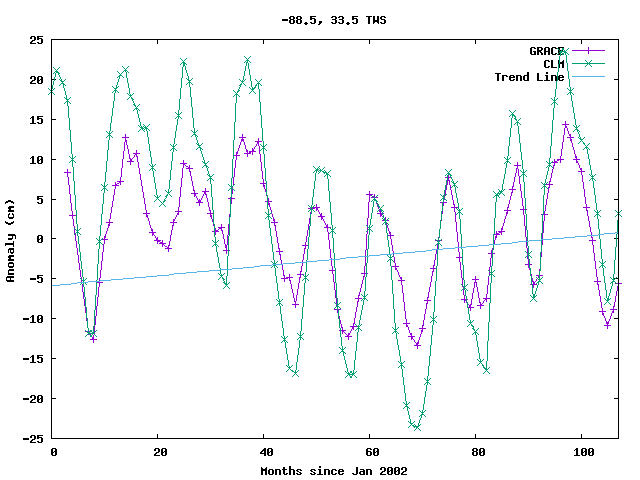 -88.5, 33.5 TWS
25
20
15
10
5
0
-5
-10
-15
-20
-25
Anomaly (cm)
GRACE
CLM
Trend Line
0 20 40 60 80 100
Months since Jan 2002